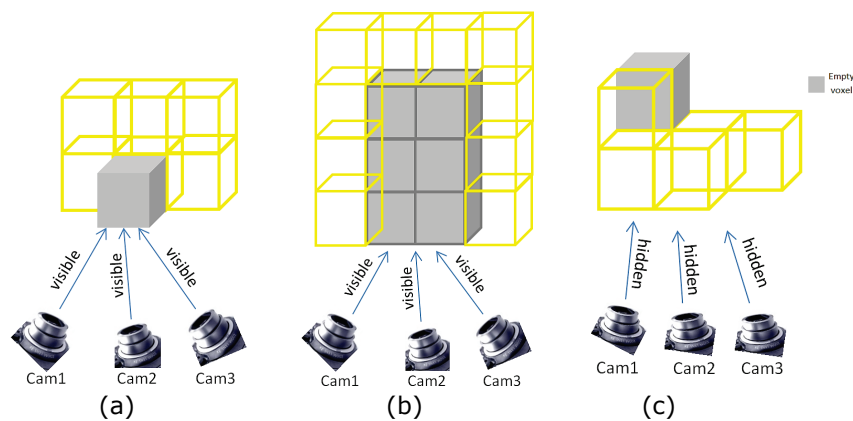 visible
visible
visible
Cam1
Cam2
Cam3
(a)
visible
visible
visible
Cam1
Cam2
Cam3
(b)
Empty
voxel
hidden
hidden
hidden
Cam1
Cam2
Cam3
(c)